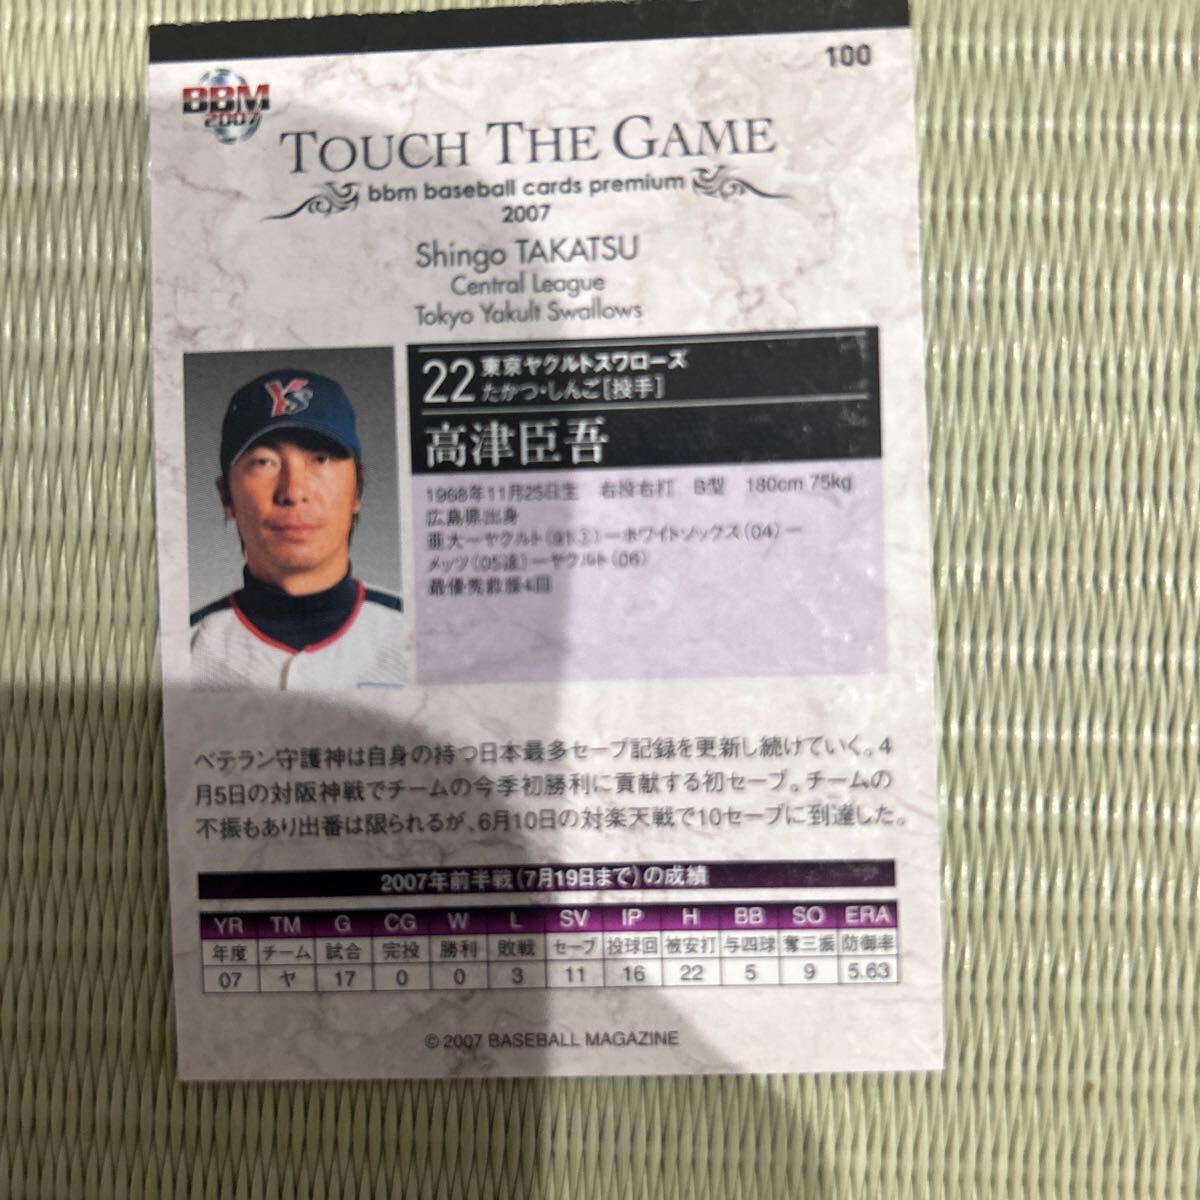 100
BBM
2007
TOUCH THE GAME
bbm baseball cards premium
2007
Shingo TAKATSU
Central League
Tokyo Yakult Swallows
22 東京ヤクルトスワローズ
たかつ・しんご[投手]
高津臣吾
1968年11月25日生 右投右打 B型 180cm 75kg
広島県出身
亜大ーヤクルト(91③)ーホワイトソックス(04)ー
メッツ(05途)ーヤクルト(06)
最優秀救援4回
ベテラン守護神は自身の持つ日本最多セーブ記録を更新し続けていく。4
月5日の対阪神戦でチームの今季初勝利に貢献する初セーブ。チームの
不振もあり出番は限られるが、6月10日の対楽天戦で10セーブに到達した。
2007年前半戦(7月19日まで)の成績
YR TM G CG W L SV IP H BB SO ERA
年度 チーム 試合 完投 勝利 敗戦 セーブ 投球回 被安打 与四球 奪三振 防御率
07 ヤ 17 0 0 3 11 16 22 5 9 5.63
© 2007 BASEBALL MAGAZINE